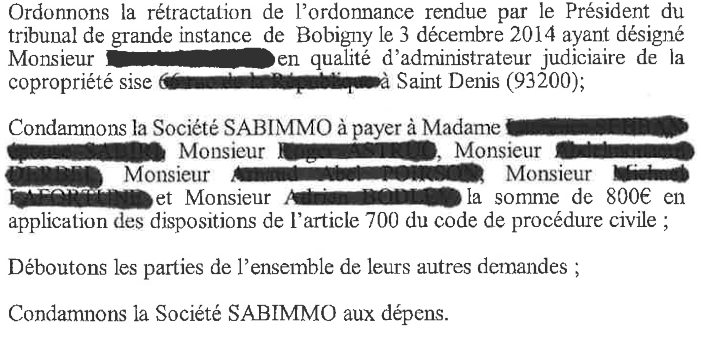 Ordonnons la rétractation de l'ordonnance rendue par le Président du
tribunal de grande instance de Bobigny le 3 décembre 2014 ayant désigné
Monsieur en qualité d'administrateur judiciaire de la
copropriété sise à Saint Denis (93200);
Condamnons la Société SABIMMO à payer à Madame
Monsieur , Monsieur
Monsieur , Monsieur
et Monsieur la somme de 800€ en
application des dispositions de l'article 700 du code de procédure civile ;
Déboutons les parties de l'ensemble de leurs autres demandes ;
Condamnons la Société SABIMMO aux dépens.